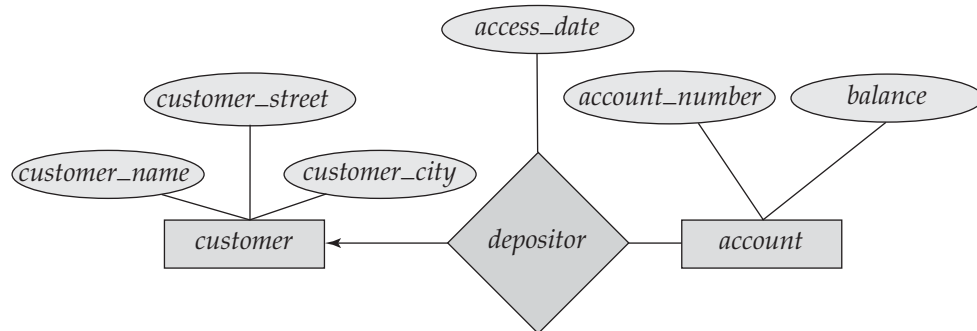 access_date
customer_street
account_number
balance
customer_name
customer_city
customer
depositor
account